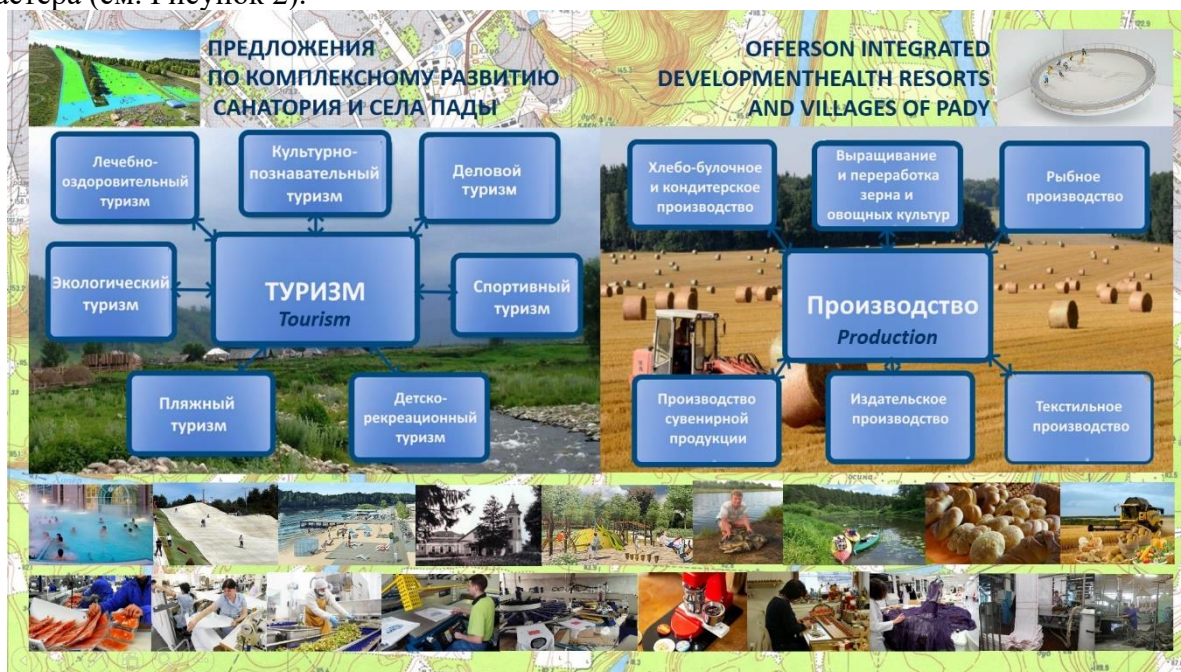 астера (см. Рисунок 2).
ПРЕДЛОЖЕНИЯ
ПО КОМПЛЕКСНОМУ РАЗВИТИЮ
САНАТОРИЯ И СЕЛА ПАДЫ
OFFERSON INTEGRATED
DEVELOPMENTHEALTH RESORTS
AND VILLAGES OF PADY
Лечебно-
оздоровительный
туризм
Культурно-
познавательный
туризм
Деловой
туризм
Экологический
туризм
ТУРИЗМ
Tourism
Спортивный
туризм
Пляжный
туризм
Детско-
рекреационный
туризм
Хлебо-булочное
и кондитерское
производство
Выращивание
и переработка
зерна и
овощных культур
Рыбное
производство
Производство
Production
Производство
сувенирной
продукции
Издательское
производство
Текстильное
производство